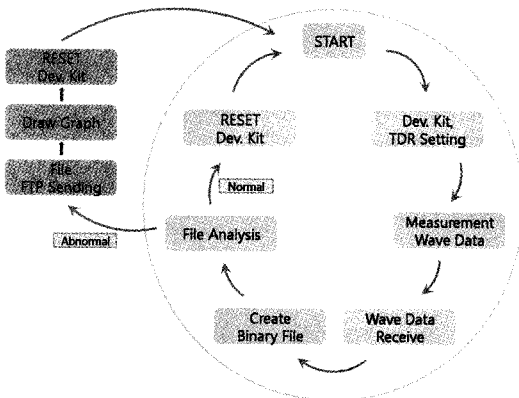 START
RESET
Dev. Kit
Draw Graph
File
FTP Sending
Abnormal
RESET
Dev. Kit
Normal
File Analysis
Dev. Kit,
TDR Setting
Measurement
Wave Data
Wave Data
Receive
Create
Binary File